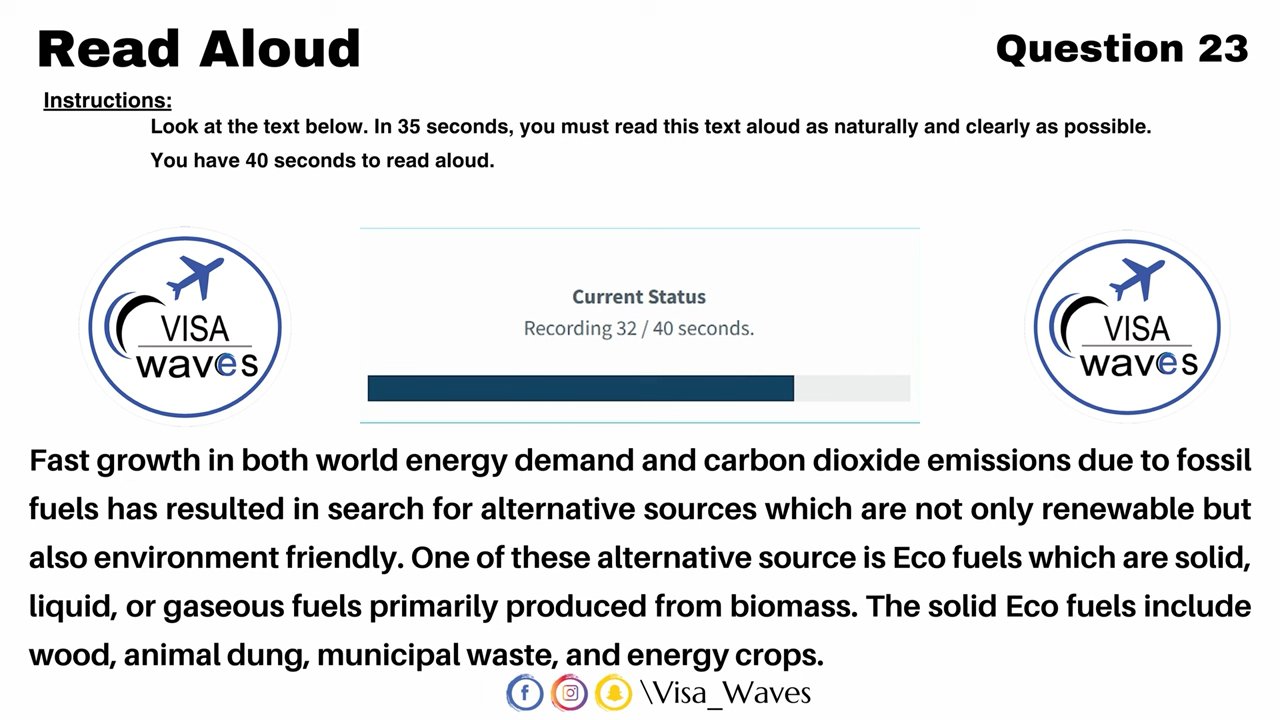 Read Aloud
Question 23
Instructions:
Look at the text below. In 35 seconds, you must read this text aloud as naturally and clearly as possible.
You have 40 seconds to read aloud.
VISA
waves
Current Status
Recording 32 / 40 seconds.
VISA
waves
Fast growth in both world energy demand and carbon dioxide emissions due to fossil
fuels has resulted in search for alternative sources which are not only renewable but
also environment friendly. One of these alternative source is Eco fuels which are solid,
liquid, or gaseous fuels primarily produced from biomass. The solid Eco fuels include
wood, animal dung, municipal waste, and energy crops.
\Visa_Waves